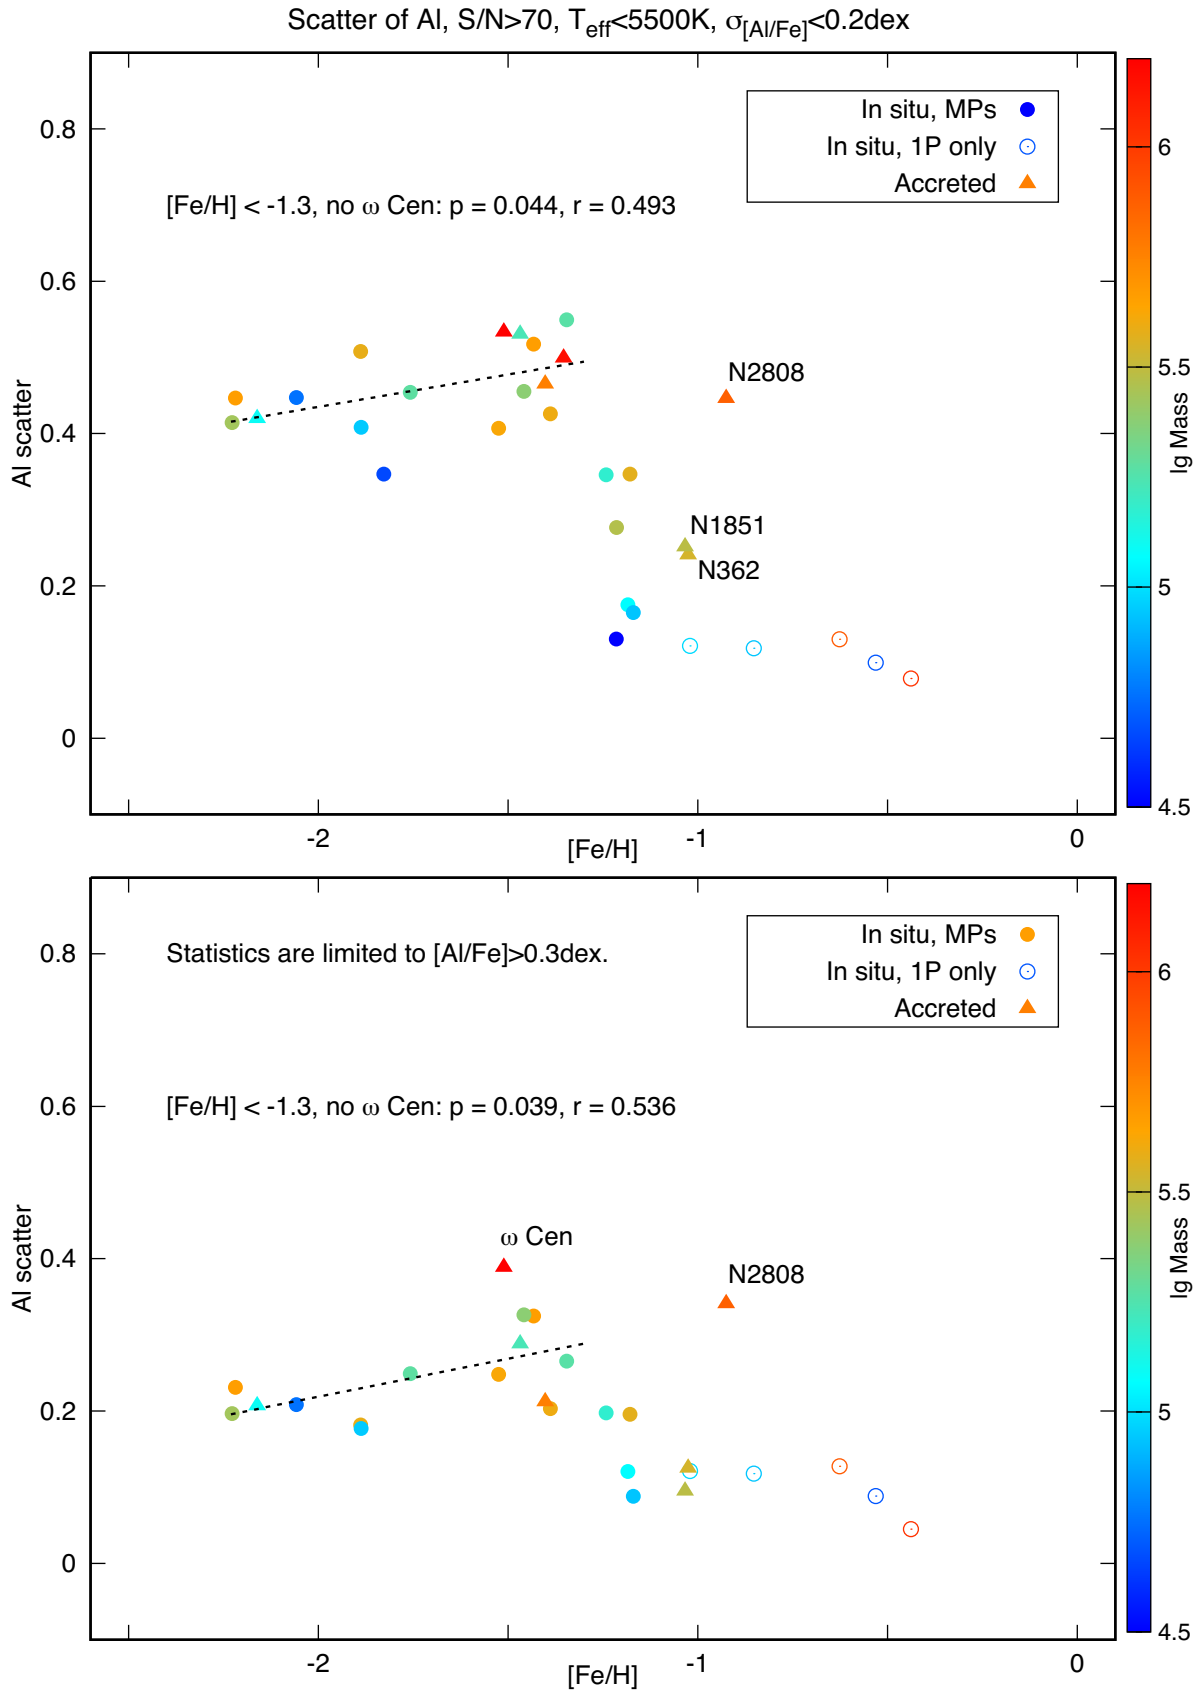 Scatter of Al, S/N>70, T_eff<5500K, σ_[Al/Fe]<0.2dex
In situ, MPs
In situ, 1P only
Accreted
[Fe/H] < -1.3, no ω Cen: p = 0.044, r = 0.493
N2808
N1851
N362
0.8
0.6
0.4
0.2
0
Al scatter
-2
-1
0
[Fe/H]
6
5.5
5
4.5
lg Mass
In situ, MPs
In situ, 1P only
Accreted
Statistics are limited to [Al/Fe]>0.3dex.
[Fe/H] < -1.3, no ω Cen: p = 0.039, r = 0.536
ω Cen
N2808
0.8
0.6
0.4
0.2
0
Al scatter
-2
-1
0
[Fe/H]
6
5.5
5
4.5
lg Mass